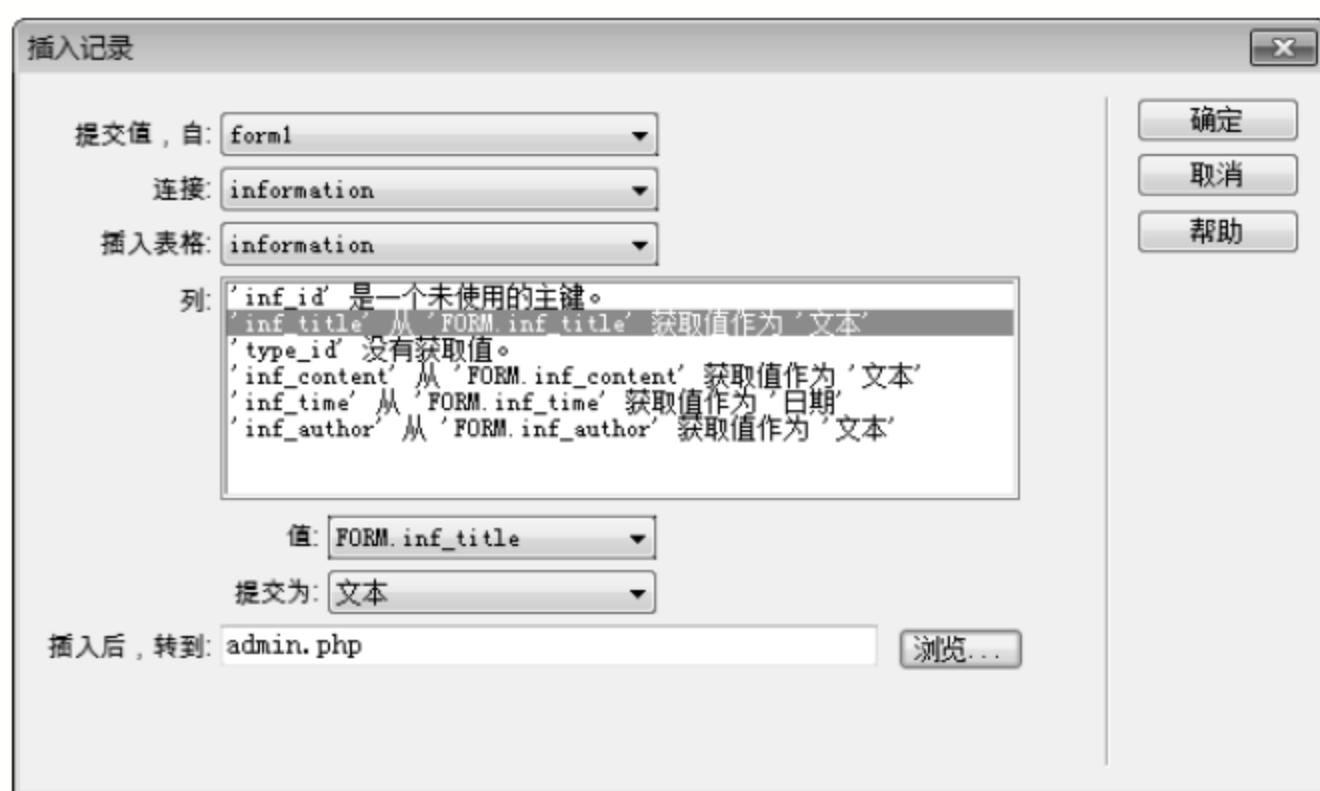 插入记录
提交值，自: form1
连接: information
插入表格: information
列: 'inf_id' 是一个未使用的主键。
'inf_title' 从 'FORM.inf_title' 获取值作为 '文本'
'type_id' 没有获取值。
'inf_content' 从 'FORM.inf_content' 获取值作为 '文本'
'inf_time' 从 'FORM.inf_time' 获取值作为 '日期'
'inf_author' 从 'FORM.inf_author' 获取值作为 '文本'
值: FORM.inf_title
提交为: 文本
插入后，转到: admin.php 浏览...
确定
取消
帮助